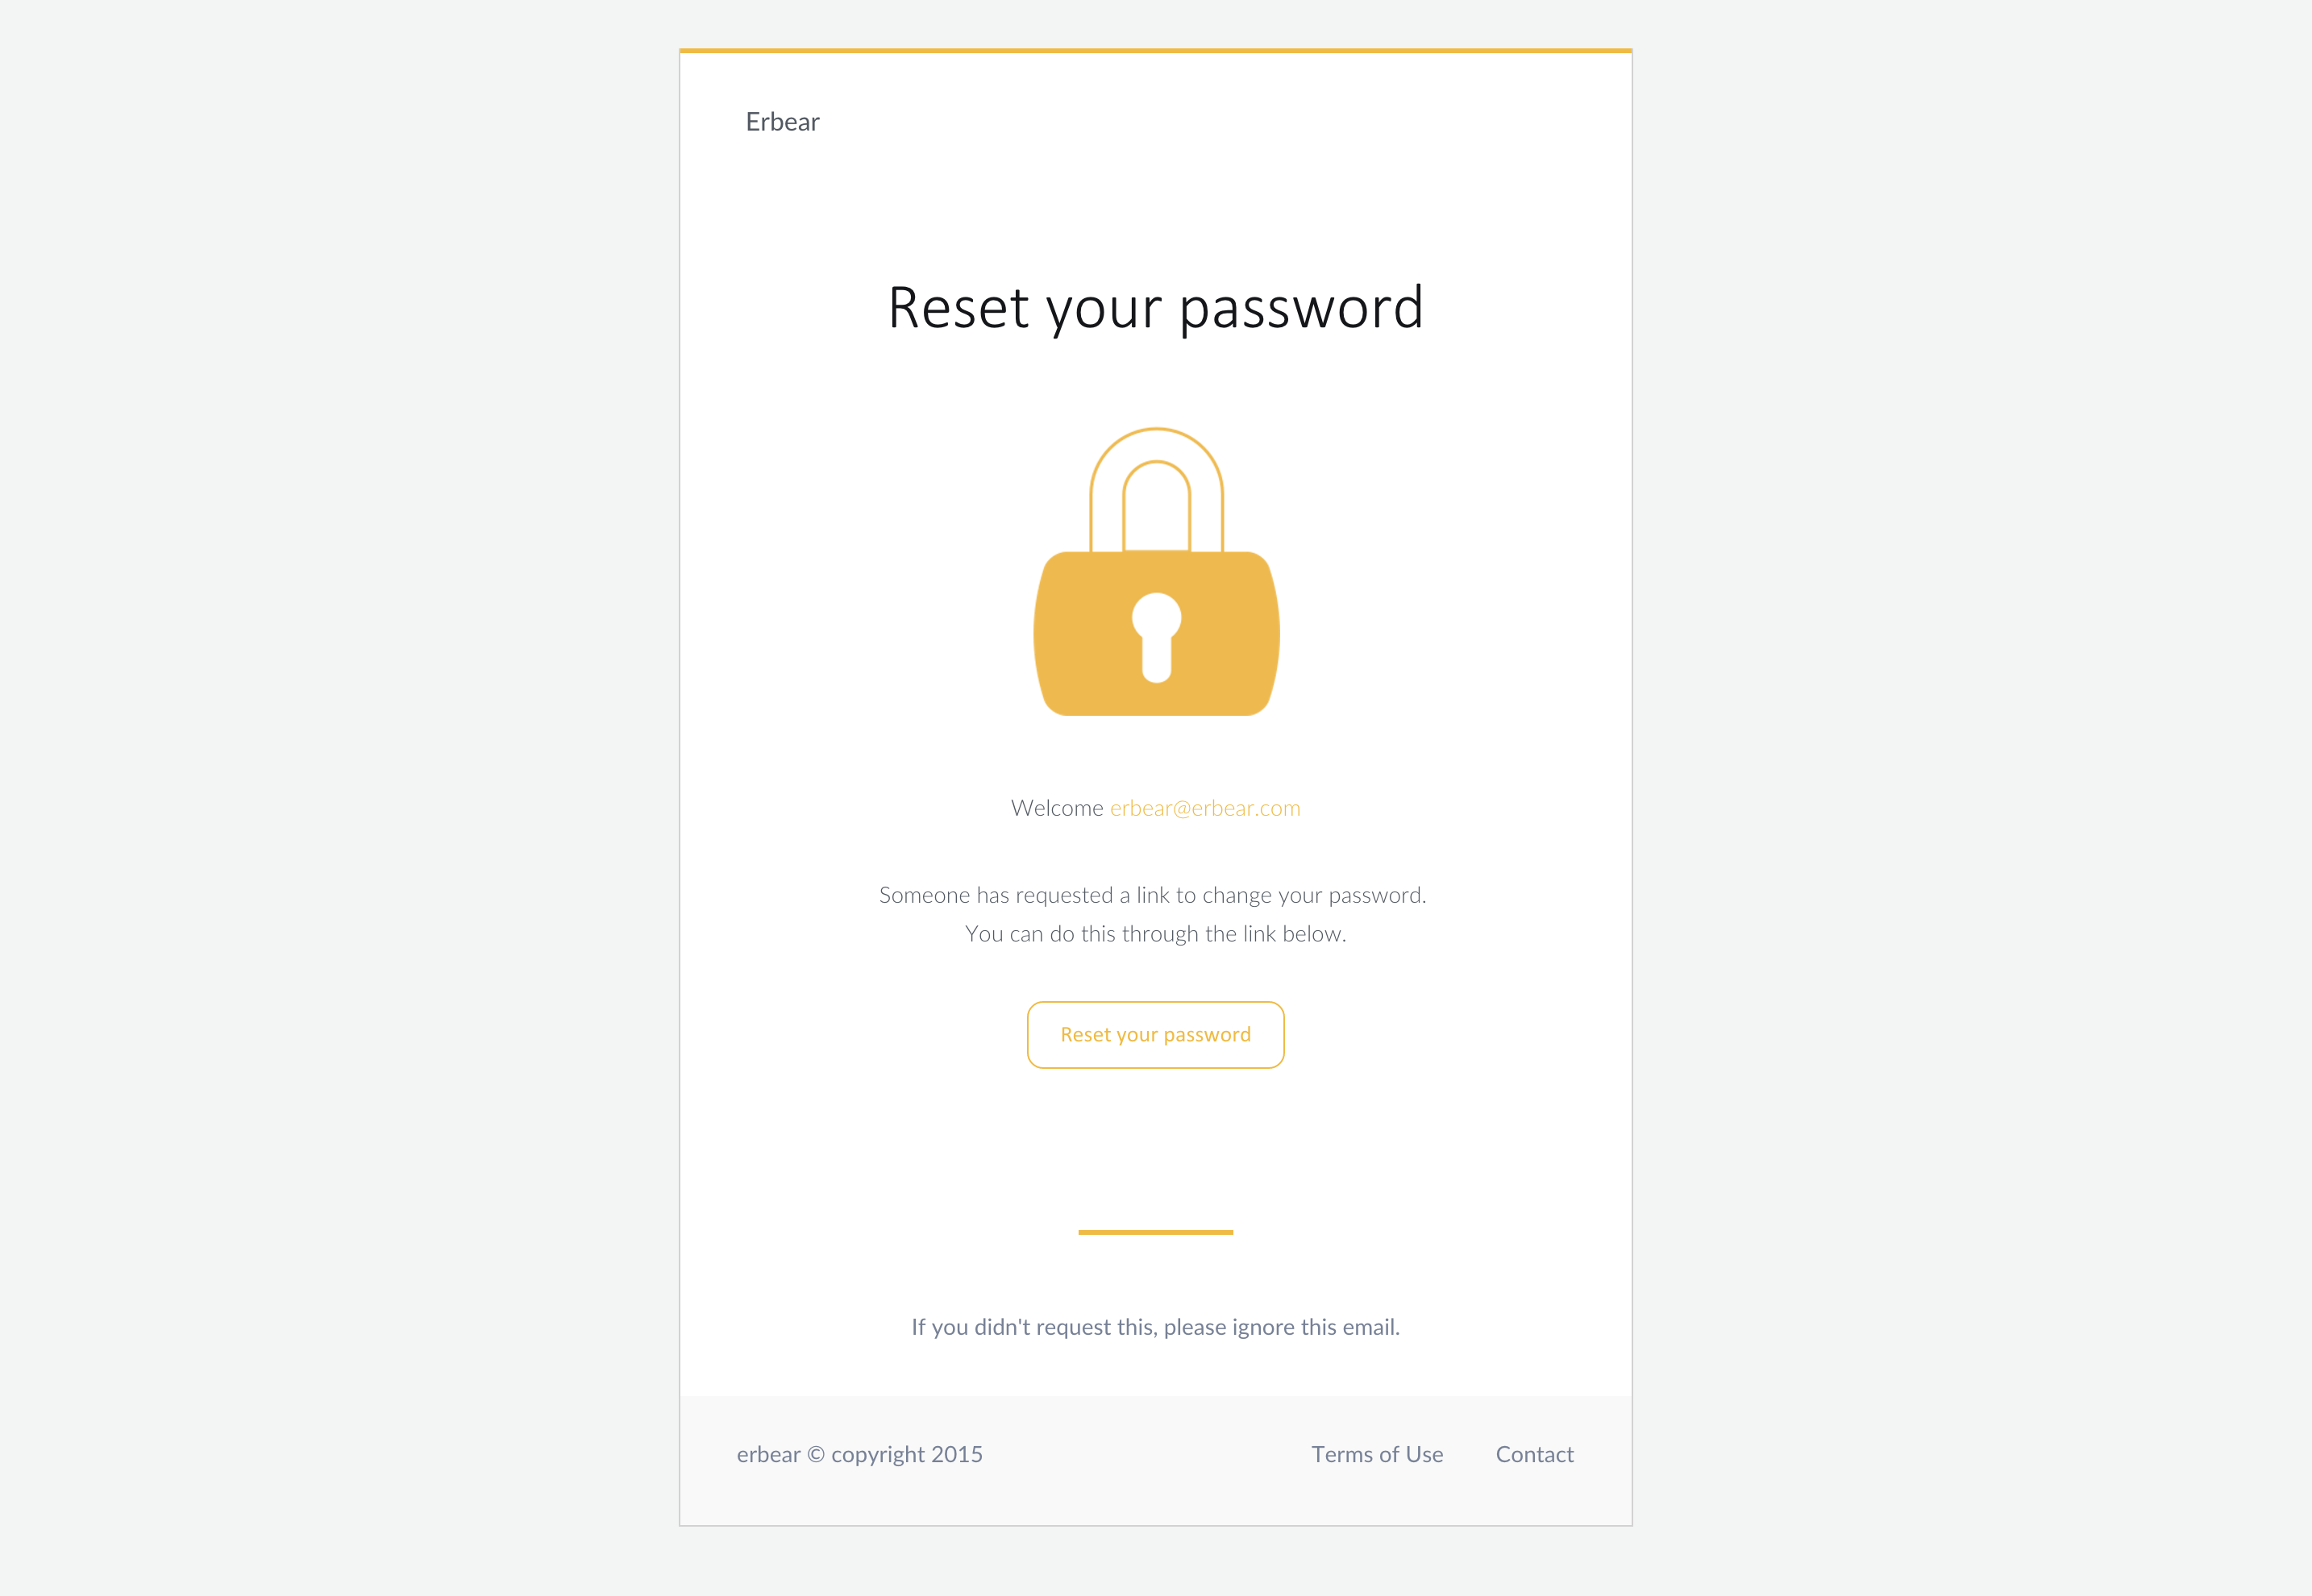 Erbear
Reset your password
Welcome erbear@erbear.com
Someone has requested a link to change your password.
You can do this through the link below.
Reset your password
If you didn't request this, please ignore this email.
erbear © copyright 2015
Terms of Use
Contact